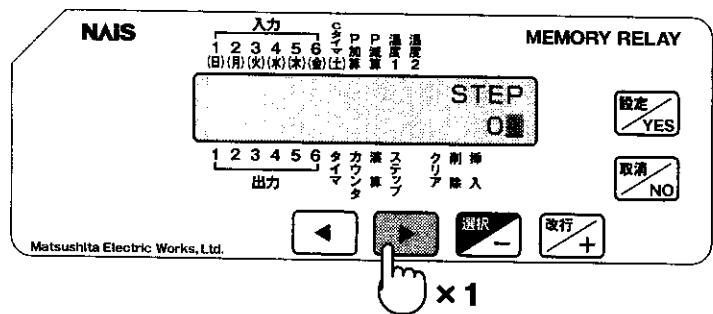 NAiS
入力
MEMORY RELAY
1 2 3 4 5 6 Cタイマ P加算 P減算 温度1 温度2
(日)(月)(火)(水)(木)(金)(土)
STEP
0
設定/YES
1 2 3 4 5 6 タイマ カウンタ 演算 ステップ クリア 削除 挿入
出力
取消/NO
◀ ▶ 選択/− 改行/+
Matsushita Electric Works, Ltd.
×1